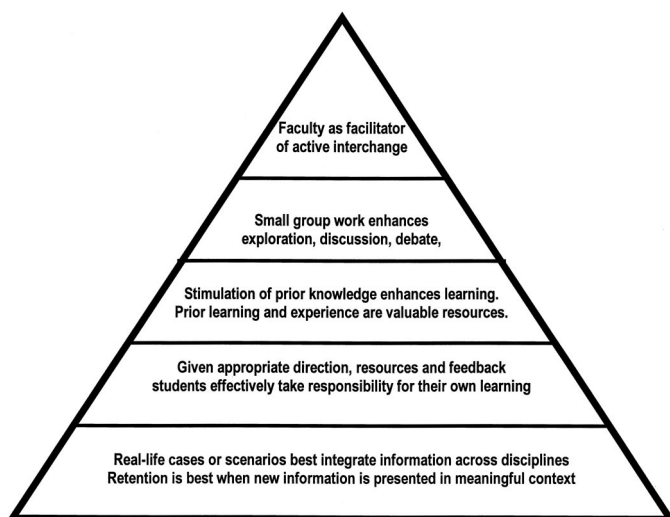 Faculty as facilitator
of active interchange
Small group work enhances
exploration, discussion, debate,
Stimulation of prior knowledge enhances learning.
Prior learning and experience are valuable resources.
Given appropriate direction, resources and feedback
students effectively take responsibility for their own learning
Real-life cases or scenarios best integrate information across disciplines
Retention is best when new information is presented in meaningful context